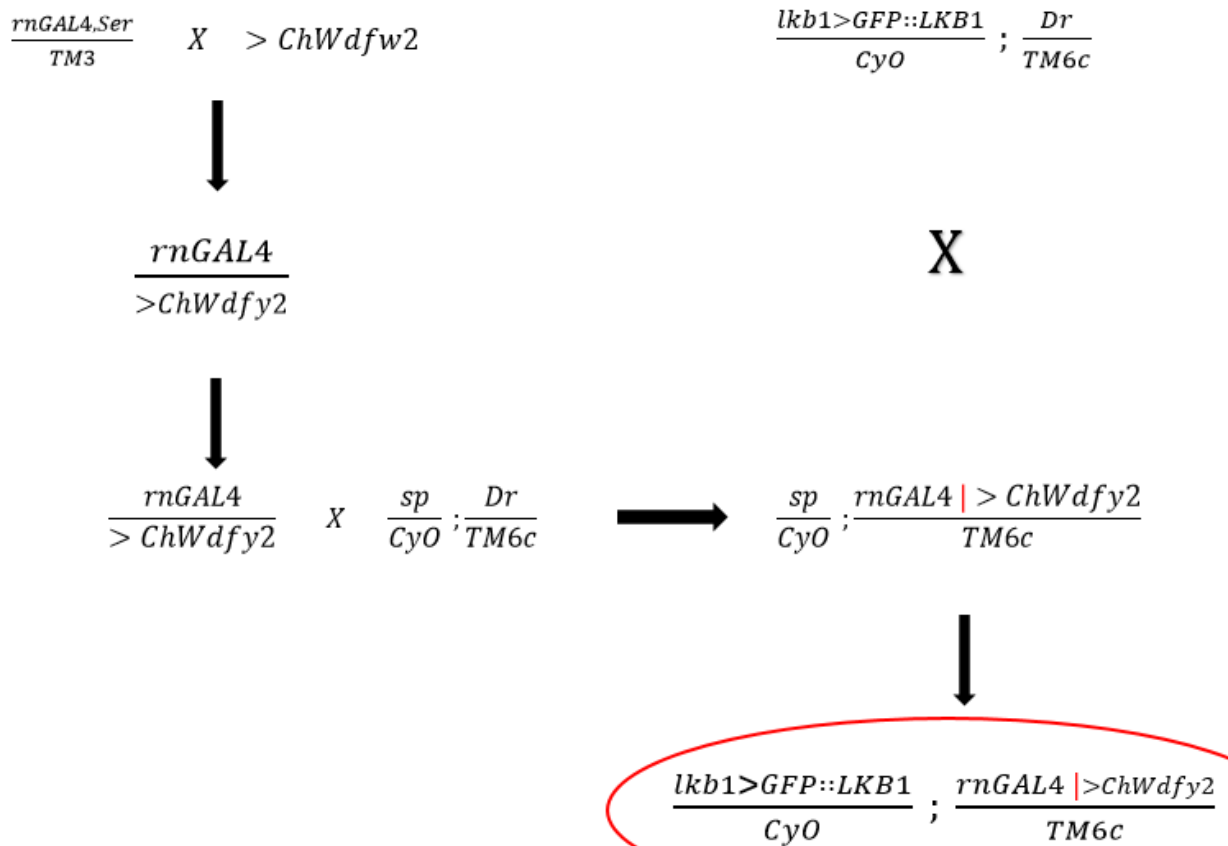 rnGAL4,Ser/TM3 X > ChWdfw2
lkb1>GFP::LKB1/CyO ; Dr/TM6c
rnGAL4/>ChWdfy2
X
rnGAL4/> ChWdfy2 X sp/CyO ; Dr/TM6c
sp/CyO ; rnGAL4 | > ChWdfy2/TM6c
lkb1>GFP::LKB1/CyO ; rnGAL4 |>ChWdfy2/TM6c